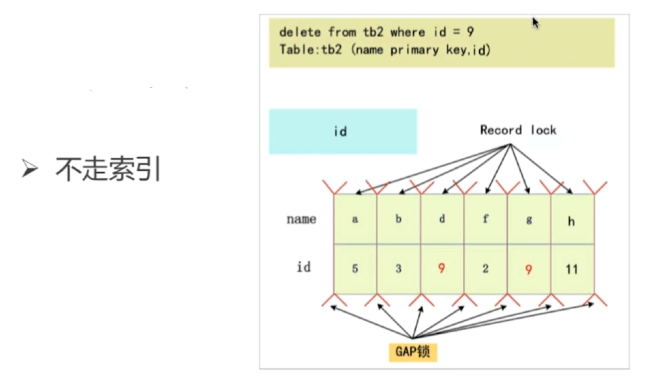 delete from tb2 where id = 9
Table:tb2 (name primary key,id)
id
Record lock
➢ 不走索引
name a b d f g h
id 5 3 9 2 9 11
GAP锁